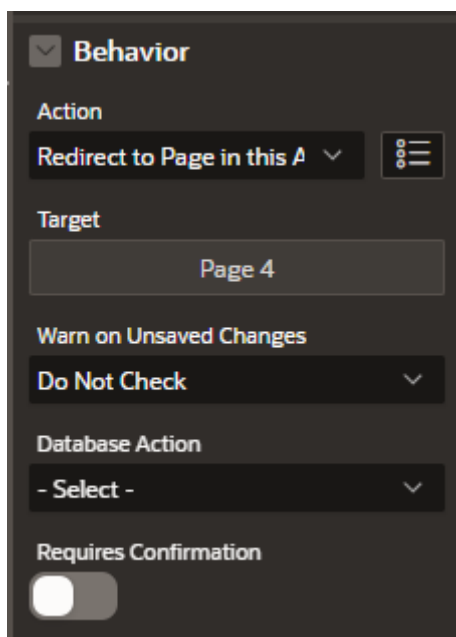 Behavior
Action
Redirect to Page in this A
Target
Page 4
Warn on Unsaved Changes
Do Not Check
Database Action
- Select -
Requires Confirmation